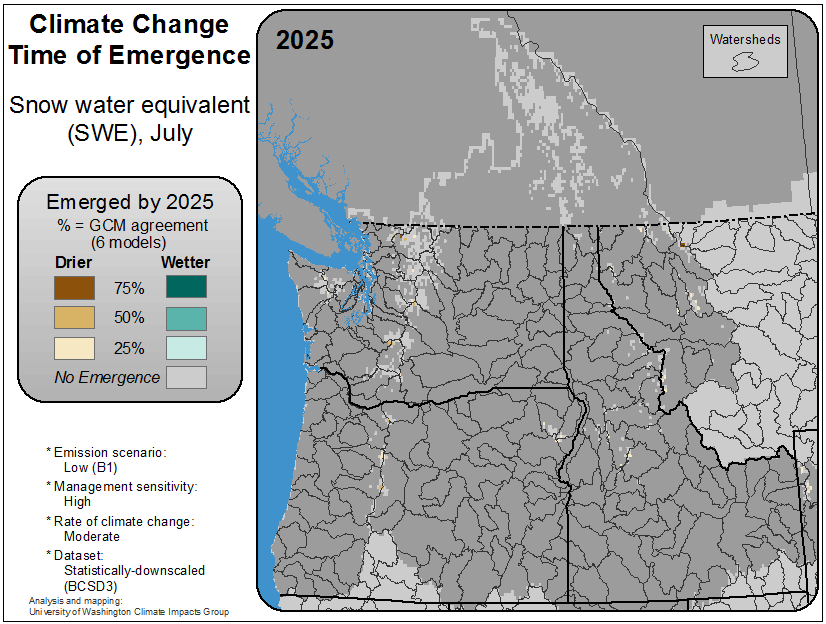 Climate Change
Time of Emergence
Snow water equivalent
(SWE), July
Emerged by 2025
% = GCM agreement
(6 models)
Drier Wetter
75%
50%
25%
No Emergence
* Emission scenario:
Low (B1)
* Management sensitivity:
High
* Rate of climate change:
Moderate
* Dataset:
Statistically-downscaled
(BCSD3)
Analysis and mapping:
University of Washington Climate Impacts Group
2025
Watersheds